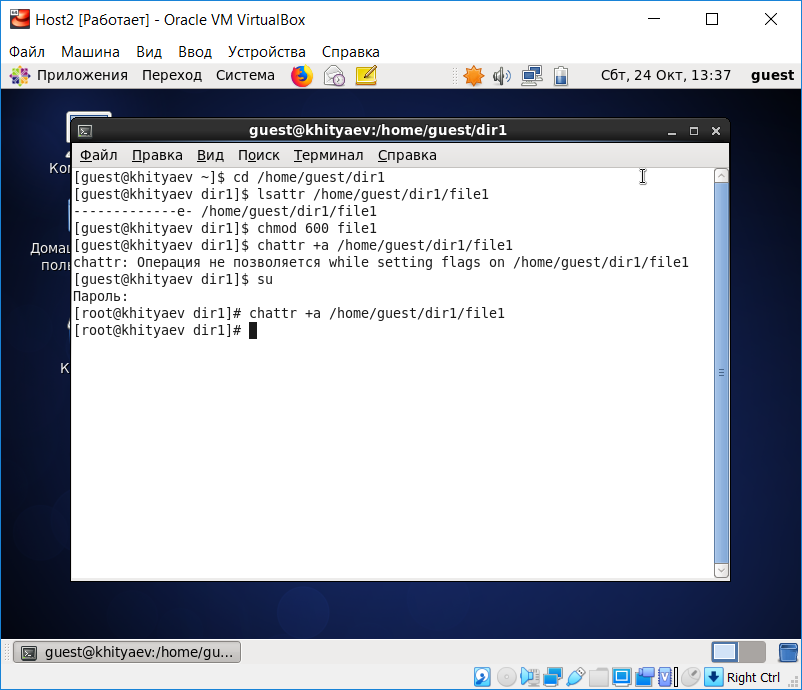 Host2 [Работает] - Oracle VM VirtualBox
Файл Машина Вид Ввод Устройства Справка
Приложения Переход Система Сбт, 24 Окт, 13:37 guest
guest@khityaev:/home/guest/dir1
Файл Правка Вид Поиск Терминал Справка
[guest@khityaev ~]$ cd /home/guest/dir1
[guest@khityaev dir1]$ lsattr /home/guest/dir1/file1
-------------e- /home/guest/dir1/file1
[guest@khityaev dir1]$ chmod 600 file1
[guest@khityaev dir1]$ chattr +a /home/guest/dir1/file1
chattr: Операция не позволяется while setting flags on /home/guest/dir1/file1
[guest@khityaev dir1]$ su
Пароль:
[root@khityaev dir1]# chattr +a /home/guest/dir1/file1
[root@khityaev dir1]#
guest@khityaev:/home/gu...
Right Ctrl